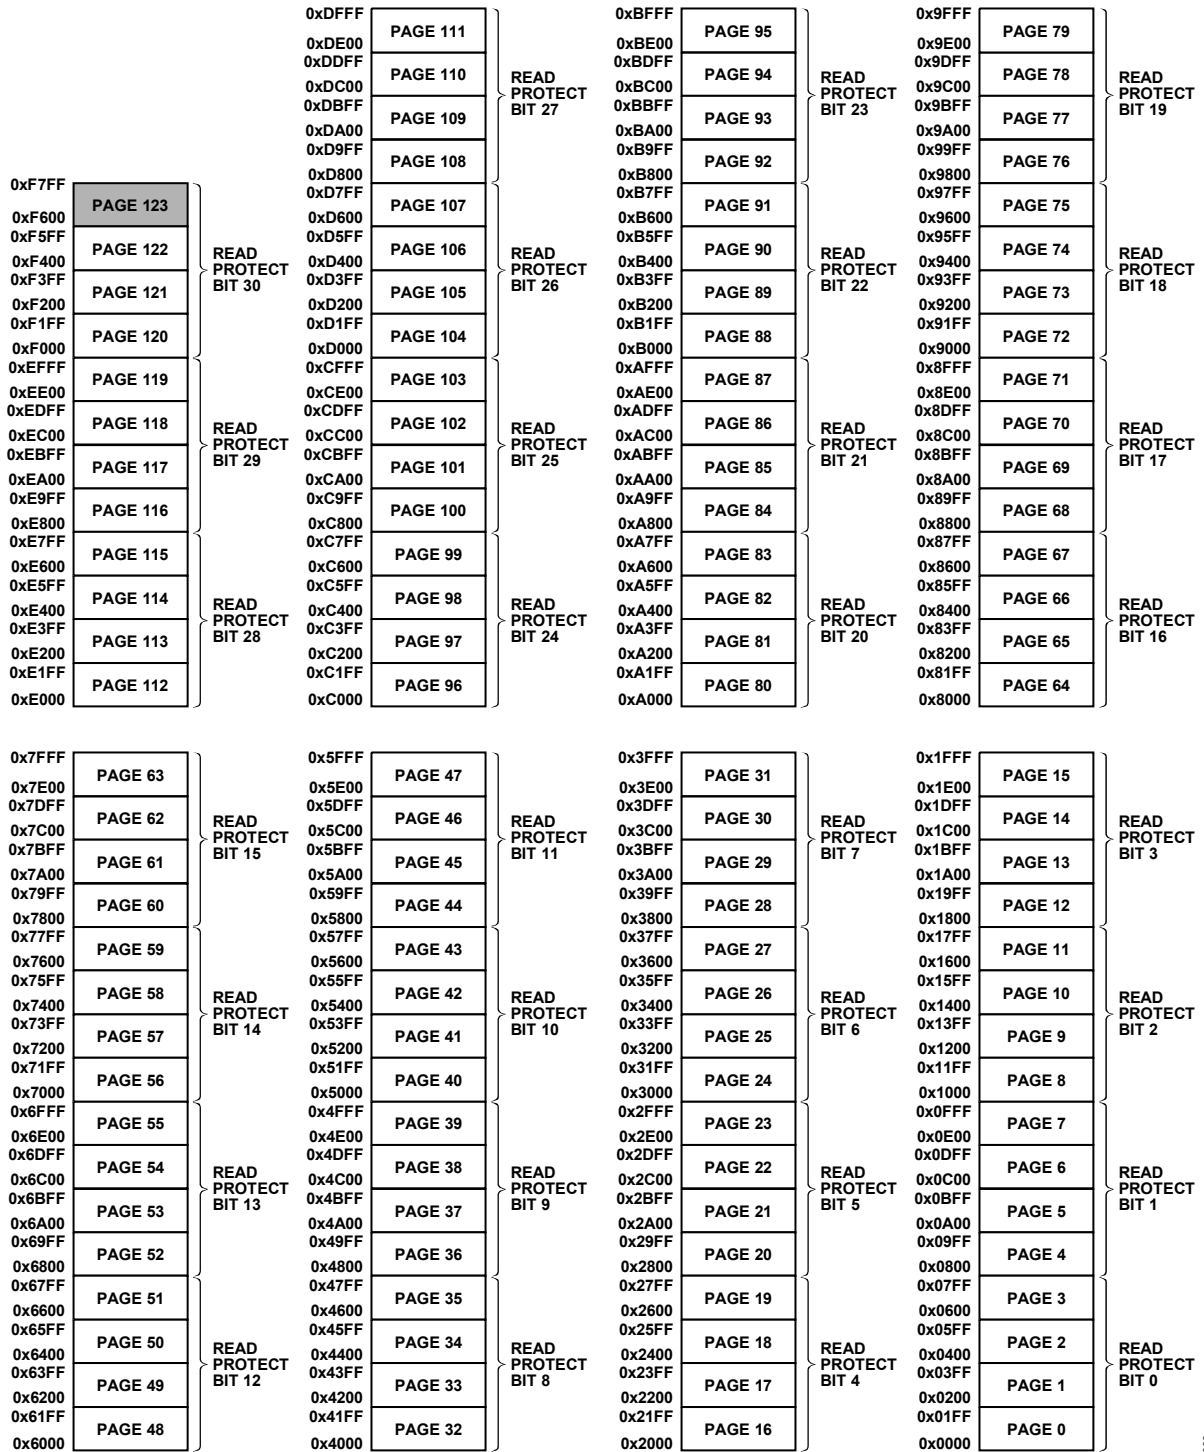 0xF7FF
PAGE 123
0xF600
0xF5FF
PAGE 122
0xF400
0xF3FF
PAGE 121
0xF200
0xF1FF
PAGE 120
0xF000
READ
PROTECT
BIT 30
0xEFFF
PAGE 119
0xEE00
0xEDFF
PAGE 118
0xEC00
0xEBFF
PAGE 117
0xEA00
0xE9FF
PAGE 116
0xE800
READ
PROTECT
BIT 29
0xE7FF
PAGE 115
0xE600
0xE5FF
PAGE 114
0xE400
0xE3FF
PAGE 113
0xE200
0xE1FF
PAGE 112
0xE000
READ
PROTECT
BIT 28
0xDFFF
PAGE 111
0xDE00
0xDDFF
PAGE 110
0xDC00
0xDBFF
PAGE 109
0xDA00
0xD9FF
PAGE 108
0xD800
READ
PROTECT
BIT 27
0xD7FF
PAGE 107
0xD600
0xD5FF
PAGE 106
0xD400
0xD3FF
PAGE 105
0xD200
0xD1FF
PAGE 104
0xD000
READ
PROTECT
BIT 26
0xCFFF
PAGE 103
0xCE00
0xCDFF
PAGE 102
0xCC00
0xCBFF
PAGE 101
0xCA00
0xC9FF
PAGE 100
0xC800
READ
PROTECT
BIT 25
0xC7FF
PAGE 99
0xC600
0xC5FF
PAGE 98
0xC400
0xC3FF
PAGE 97
0xC200
0xC1FF
PAGE 96
0xC000
READ
PROTECT
BIT 24
0xBFFF
PAGE 95
0xBE00
0xBDFF
PAGE 94
0xBC00
0xBBFF
PAGE 93
0xBA00
0xB9FF
PAGE 92
0xB800
READ
PROTECT
BIT 23
0xB7FF
PAGE 91
0xB600
0xB5FF
PAGE 90
0xB400
0xB3FF
PAGE 89
0xB200
0xB1FF
PAGE 88
0xB000
READ
PROTECT
BIT 22
0xAFFF
PAGE 87
0xAE00
0xADFF
PAGE 86
0xAC00
0xABFF
PAGE 85
0xAA00
0xA9FF
PAGE 84
0xA800
READ
PROTECT
BIT 21
0xA7FF
PAGE 83
0xA600
0xA5FF
PAGE 82
0xA400
0xA3FF
PAGE 81
0xA200
0xA1FF
PAGE 80
0xA000
READ
PROTECT
BIT 20
0x9FFF
PAGE 79
0x9E00
0x9DFF
PAGE 78
0x9C00
0x9BFF
PAGE 77
0x9A00
0x99FF
PAGE 76
0x9800
READ
PROTECT
BIT 19
0x97FF
PAGE 75
0x9600
0x95FF
PAGE 74
0x9400
0x93FF
PAGE 73
0x9200
0x91FF
PAGE 72
0x9000
READ
PROTECT
BIT 18
0x8FFF
PAGE 71
0x8E00
0x8DFF
PAGE 70
0x8C00
0x8BFF
PAGE 69
0x8A00
0x89FF
PAGE 68
0x8800
READ
PROTECT
BIT 17
0x87FF
PAGE 67
0x8600
0x85FF
PAGE 66
0x8400
0x83FF
PAGE 65
0x8200
0x81FF
PAGE 64
0x8000
READ
PROTECT
BIT 16
0x7FFF
PAGE 63
0x7E00
0x7DFF
PAGE 62
0x7C00
0x7BFF
PAGE 61
0x7A00
0x79FF
PAGE 60
0x7800
READ
PROTECT
BIT 15
0x77FF
PAGE 59
0x7600
0x75FF
PAGE 58
0x7400
0x73FF
PAGE 57
0x7200
0x71FF
PAGE 56
0x7000
READ
PROTECT
BIT 14
0x6FFF
PAGE 55
0x6E00
0x6DFF
PAGE 54
0x6C00
0x6BFF
PAGE 53
0x6A00
0x69FF
PAGE 52
0x6800
READ
PROTECT
BIT 13
0x67FF
PAGE 51
0x6600
0x65FF
PAGE 50
0x6400
0x63FF
PAGE 49
0x6200
0x61FF
PAGE 48
0x6000
READ
PROTECT
BIT 12
0x5FFF
PAGE 47
0x5E00
0x5DFF
PAGE 46
0x5C00
0x5BFF
PAGE 45
0x5A00
0x59FF
PAGE 44
0x5800
READ
PROTECT
BIT 11
0x57FF
PAGE 43
0x5600
0x55FF
PAGE 42
0x5400
0x53FF
PAGE 41
0x5200
0x51FF
PAGE 40
0x5000
READ
PROTECT
BIT 10
0x4FFF
PAGE 39
0x4E00
0x4DFF
PAGE 38
0x4C00
0x4BFF
PAGE 37
0x4A00
0x49FF
PAGE 36
0x4800
READ
PROTECT
BIT 9
0x47FF
PAGE 35
0x4600
0x45FF
PAGE 34
0x4400
0x43FF
PAGE 33
0x4200
0x41FF
PAGE 32
0x4000
READ
PROTECT
BIT 8
0x3FFF
PAGE 31
0x3E00
0x3DFF
PAGE 30
0x3C00
0x3BFF
PAGE 29
0x3A00
0x39FF
PAGE 28
0x3800
READ
PROTECT
BIT 7
0x37FF
PAGE 27
0x3600
0x35FF
PAGE 26
0x3400
0x33FF
PAGE 25
0x3200
0x31FF
PAGE 24
0x3000
READ
PROTECT
BIT 6
0x2FFF
PAGE 23
0x2E00
0x2DFF
PAGE 22
0x2C00
0x2BFF
PAGE 21
0x2A00
0x29FF
PAGE 20
0x2800
READ
PROTECT
BIT 5
0x27FF
PAGE 19
0x2600
0x25FF
PAGE 18
0x2400
0x23FF
PAGE 17
0x2200
0x21FF
PAGE 16
0x2000
READ
PROTECT
BIT 4
0x1FFF
PAGE 15
0x1E00
0x1DFF
PAGE 14
0x1C00
0x1BFF
PAGE 13
0x1A00
0x19FF
PAGE 12
0x1800
READ
PROTECT
BIT 3
0x17FF
PAGE 11
0x1600
0x15FF
PAGE 10
0x1400
0x13FF
PAGE 9
0x1200
0x11FF
PAGE 8
0x1000
READ
PROTECT
BIT 2
0x0FFF
PAGE 7
0x0E00
0x0DFF
PAGE 6
0x0C00
0x0BFF
PAGE 5
0x0A00
0x09FF
PAGE 4
0x0800
READ
PROTECT
BIT 1
0x07FF
PAGE 3
0x0600
0x05FF
PAGE 2
0x0400
0x03FF
PAGE 1
0x0200
0x01FF
PAGE 0
0x0000
READ
PROTECT
BIT 0